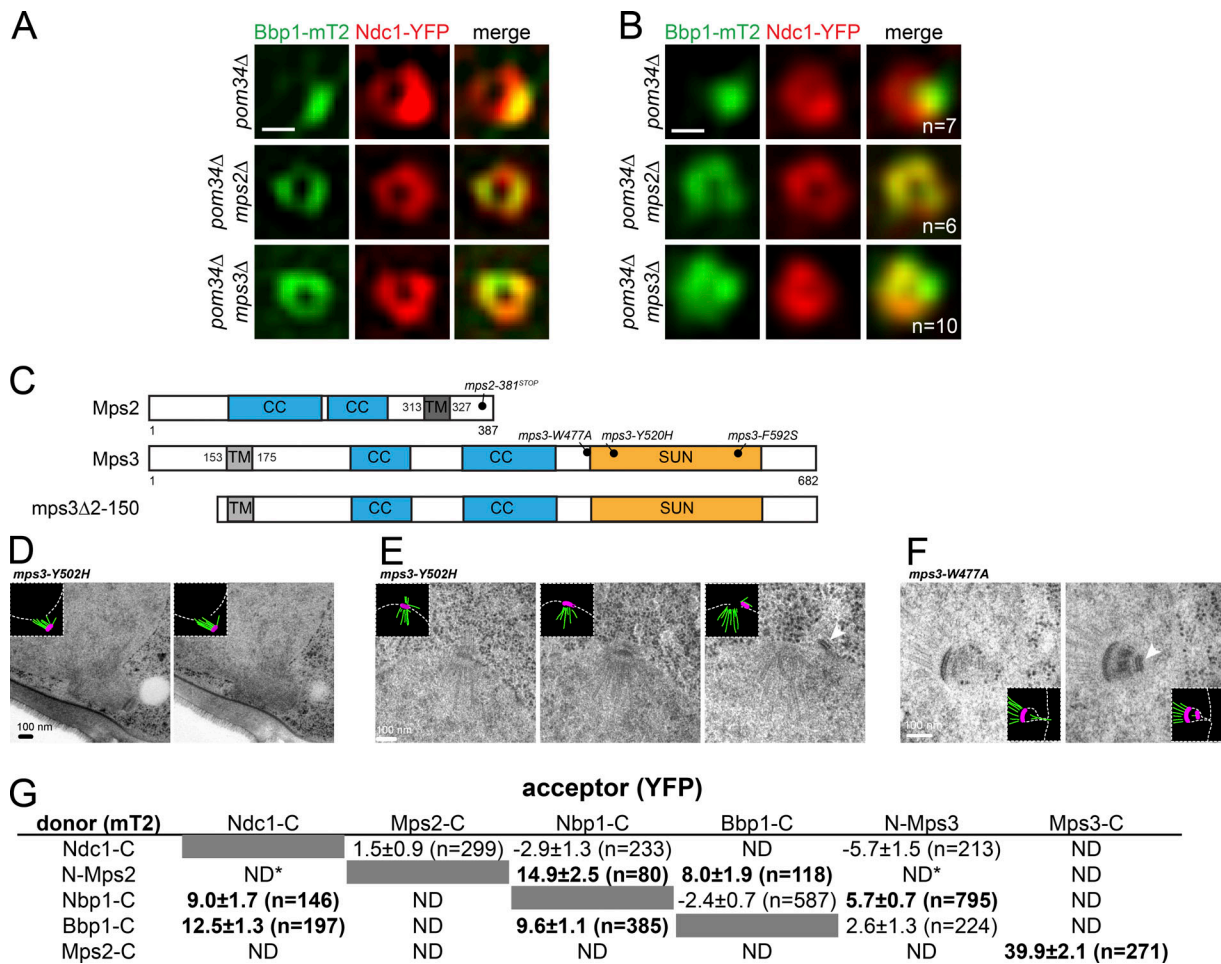 A
Bbp1-mT2 Ndc1-YFP merge
pom34Δ
pom34Δ
mps2Δ
pom34Δ
mps3Δ
B
Bbp1-mT2 Ndc1-YFP merge
pom34Δ
n=7
pom34Δ
mps2Δ
n=6
pom34Δ
mps3Δ
n=10
C
mps2-381STOP
Mps2 CC CC 313 TM 327
1 387
mps3-W477A mps3-Y520H mps3-F592S
Mps3 153 TM 175 CC CC SUN
1 682
mps3Δ2-150 TM CC CC SUN
D
mps3-Y502H
100 nm
E
mps3-Y502H
100 nm
F
mps3-W477A
100 nm
G
acceptor (YFP)
donor (mT2) Ndc1-C Mps2-C Nbp1-C Bbp1-C N-Mps3 Mps3-C
Ndc1-C 1.5±0.9 (n=299) -2.9±1.3 (n=233) ND -5.7±1.5 (n=213) ND
N-Mps2 ND* 14.9±2.5 (n=80) 8.0±1.9 (n=118) ND* ND
Nbp1-C 9.0±1.7 (n=146) ND -2.4±0.7 (n=587) 5.7±0.7 (n=795) ND
Bbp1-C 12.5±1.3 (n=197) ND 9.6±1.1 (n=385) 2.6±1.3 (n=224) ND
Mps2-C ND ND ND ND ND 39.9±2.1 (n=271)